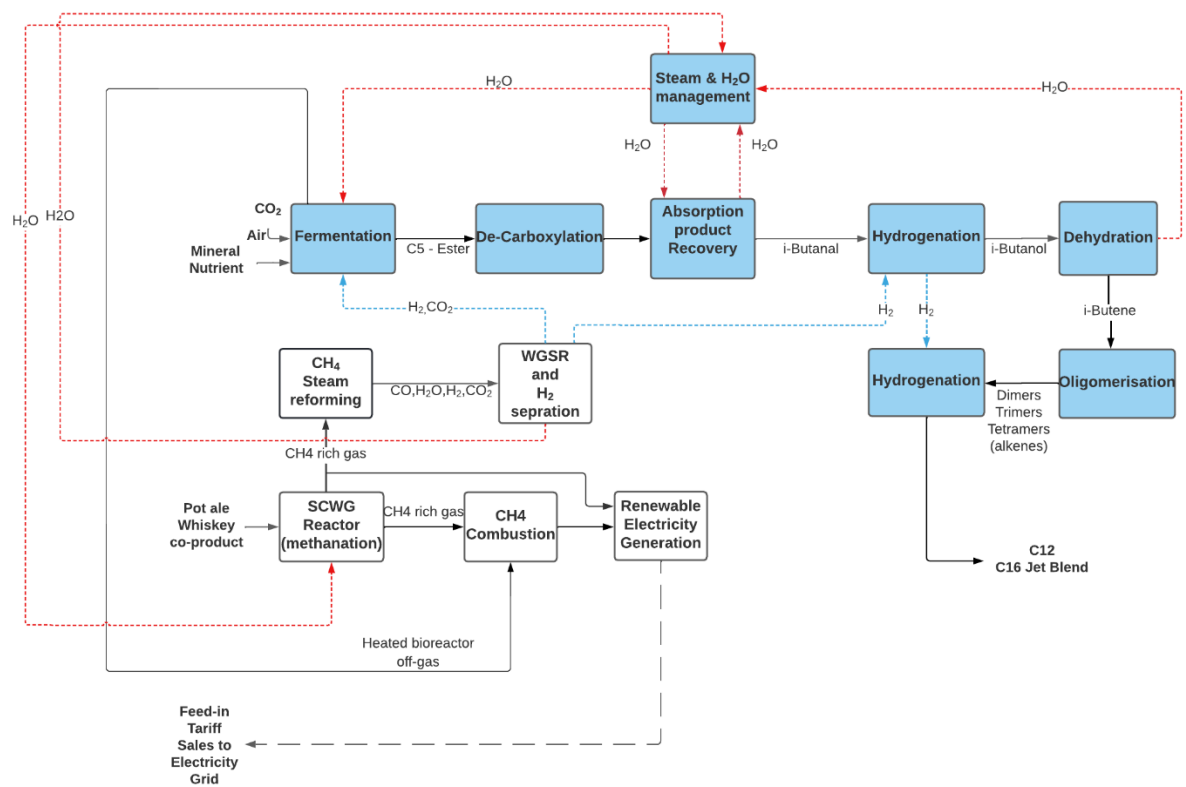 Steam & H₂O
management
H₂O
H₂O
H₂O
H₂O
H₂O
H2O
CO₂
Air
Mineral
Nutrient
Fermentation
C5 - Ester
De-Carboxylation
Absorption
product
Recovery
i-Butanal
Hydrogenation
i-Butanol
Dehydration
H₂,CO₂
H₂
H₂
i-Butene
CH₄
Steam
reforming
CO,H₂O,H₂,CO₂
WGSR
and
H₂
sepration
Hydrogenation
Oligomerisation
Dimers
Trimers
Tetramers
(alkenes)
CH4 rich gas
Pot ale
Whiskey
co-product
SCWG
Reactor
(methanation)
CH4 rich gas
CH4
Combustion
Renewable
Electricity
Generation
C12
C16 Jet Blend
Heated bioreactor
off-gas
Feed-in
Tariff
Sales to
Electricity
Grid